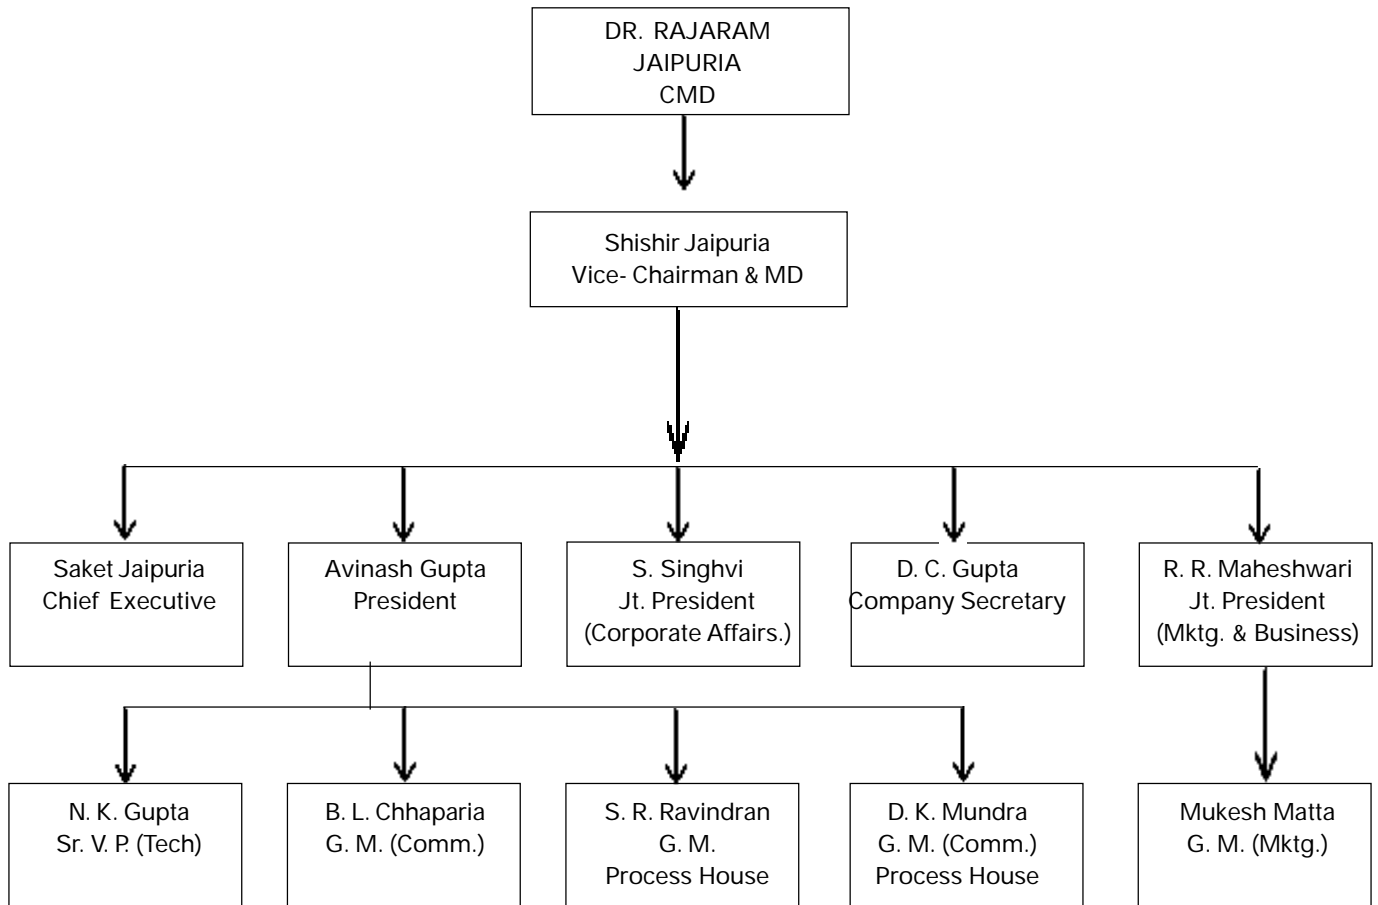 DR. RAJARAM
JAIPURIA
CMD
Shishir Jaipuria
Vice- Chairman & MD
Saket Jaipuria
Chief Executive
Avinash Gupta
President
S. Singhvi
Jt. President
(Corporate Affairs.)
D. C. Gupta
Company Secretary
R. R. Maheshwari
Jt. President
(Mktg. & Business)
N. K. Gupta
Sr. V. P. (Tech)
B. L. Chhaparia
G. M. (Comm.)
S. R. Ravindran
G. M.
Process House
D. K. Mundra
G. M. (Comm.)
Process House
Mukesh Matta
G. M. (Mktg.)